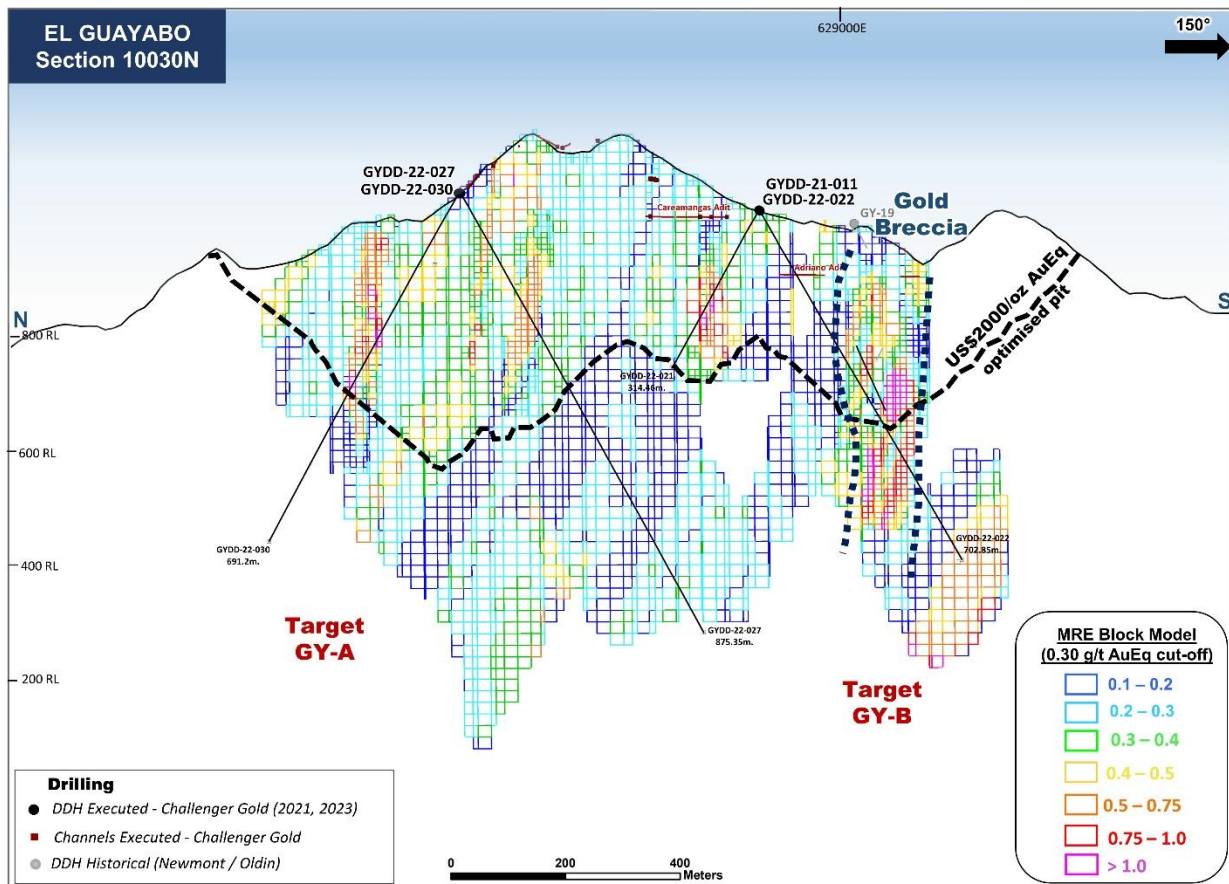 EL GUAYABO
Section 10030N
629000E
150°
GYDD-22-027
GYDD-22-030
GYDD-21-011
GYDD-22-022
GY-19
Gold
Breccia
Careamangas Adit
Adriano Adit
US$2000/oz AuEq
optimised pit
N
S
800 RL
600 RL
400 RL
200 RL
GYDD-22-021
314.46m.
GYDD-22-030
691.2m.
GYDD-22-022
702.85m.
GYDD-22-027
875.35m.
Target
GY-A
Target
GY-B
MRE Block Model
(0.30 g/t AuEq cut-off)
0.1 – 0.2
0.2 – 0.3
0.3 – 0.4
0.4 – 0.5
0.5 – 0.75
0.75 – 1.0
> 1.0
Drilling
DDH Executed - Challenger Gold (2021, 2023)
Channels Executed - Challenger Gold
DDH Historical (Newmont / Oldin)
0 200 400
Meters